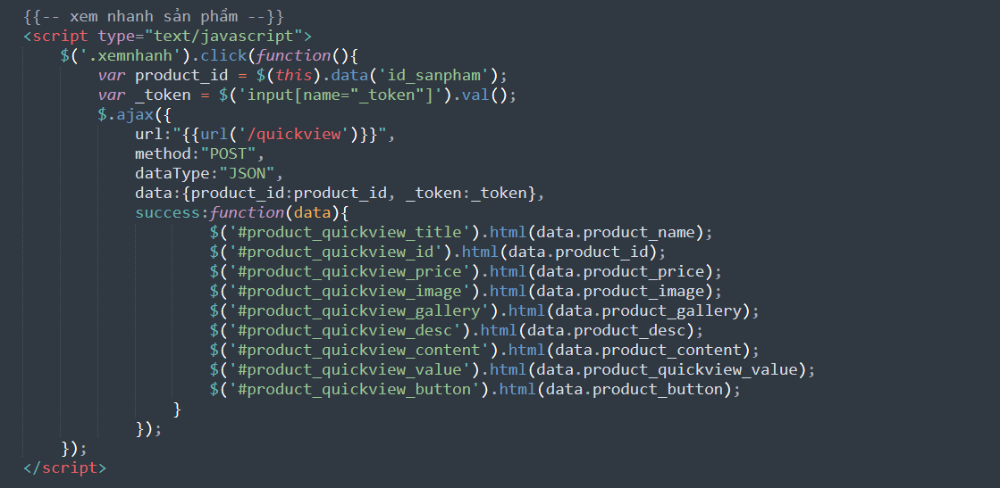 {{-- xem nhanh sản phẩm --}}
<script type="text/javascript">
    $('.xemnhanh').click(function(){
        var product_id = $(this).data('id_sanpham');
        var _token = $('input[name="_token"]').val();
        $.ajax({
            url:"{{url('/quickview')}}",
            method:"POST",
            dataType:"JSON",
            data:{product_id:product_id, _token:_token},
            success:function(data){
                    $('#product_quickview_title').html(data.product_name);
                    $('#product_quickview_id').html(data.product_id);
                    $('#product_quickview_price').html(data.product_price);
                    $('#product_quickview_image').html(data.product_image);
                    $('#product_quickview_gallery').html(data.product_gallery);
                    $('#product_quickview_desc').html(data.product_desc);
                    $('#product_quickview_content').html(data.product_content);
                    $('#product_quickview_value').html(data.product_quickview_value);
                    $('#product_quickview_button').html(data.product_button);
                }
            });
    });
</script>